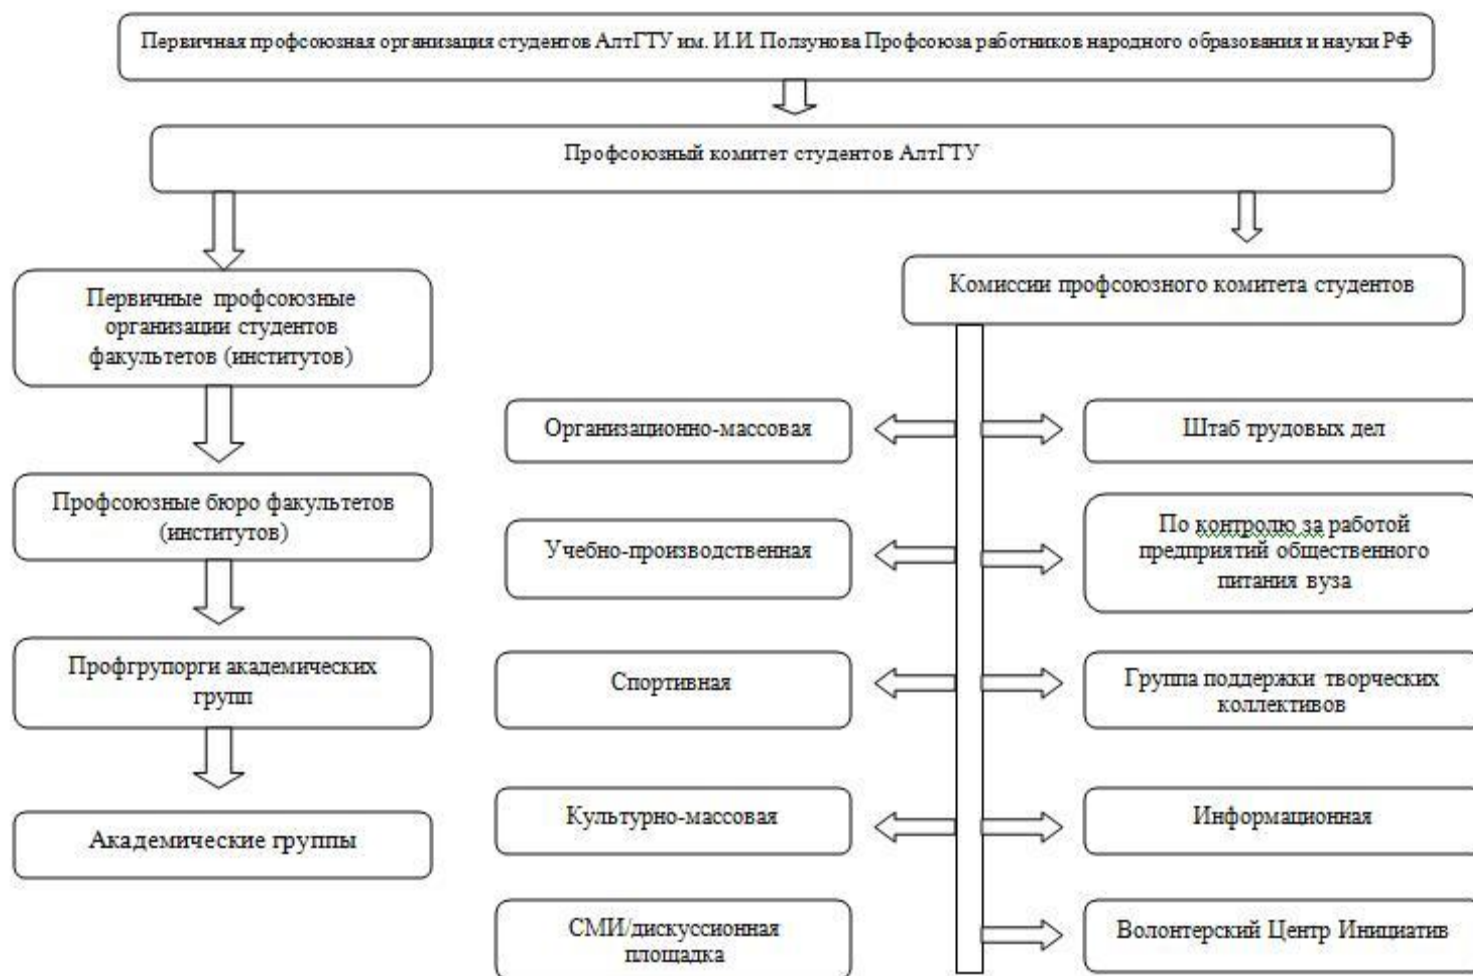 Первичная профсоюзная организация студентов АлтГТУ им. И.И. Ползунова Профсоюза работников народного образования и науки РФ
Профсоюзный комитет студентов АлтГТУ
Первичные профсоюзные
организации студентов
факультетов (институтов)
Профсоюзные бюро факультетов
(институтов)
Профгрупорги академических
групп
Академические группы
Комиссии профсоюзного комитета студентов
Организационно-массовая
Учебно-производственная
Спортивная
Культурно-массовая
СМИ/дискуссионная
площадка
Штаб трудовых дел
По контролю за работой
предприятий общественного
питания вуза
Группа поддержки творческих
коллективов
Информационная
Волонтерский Центр Инициатив